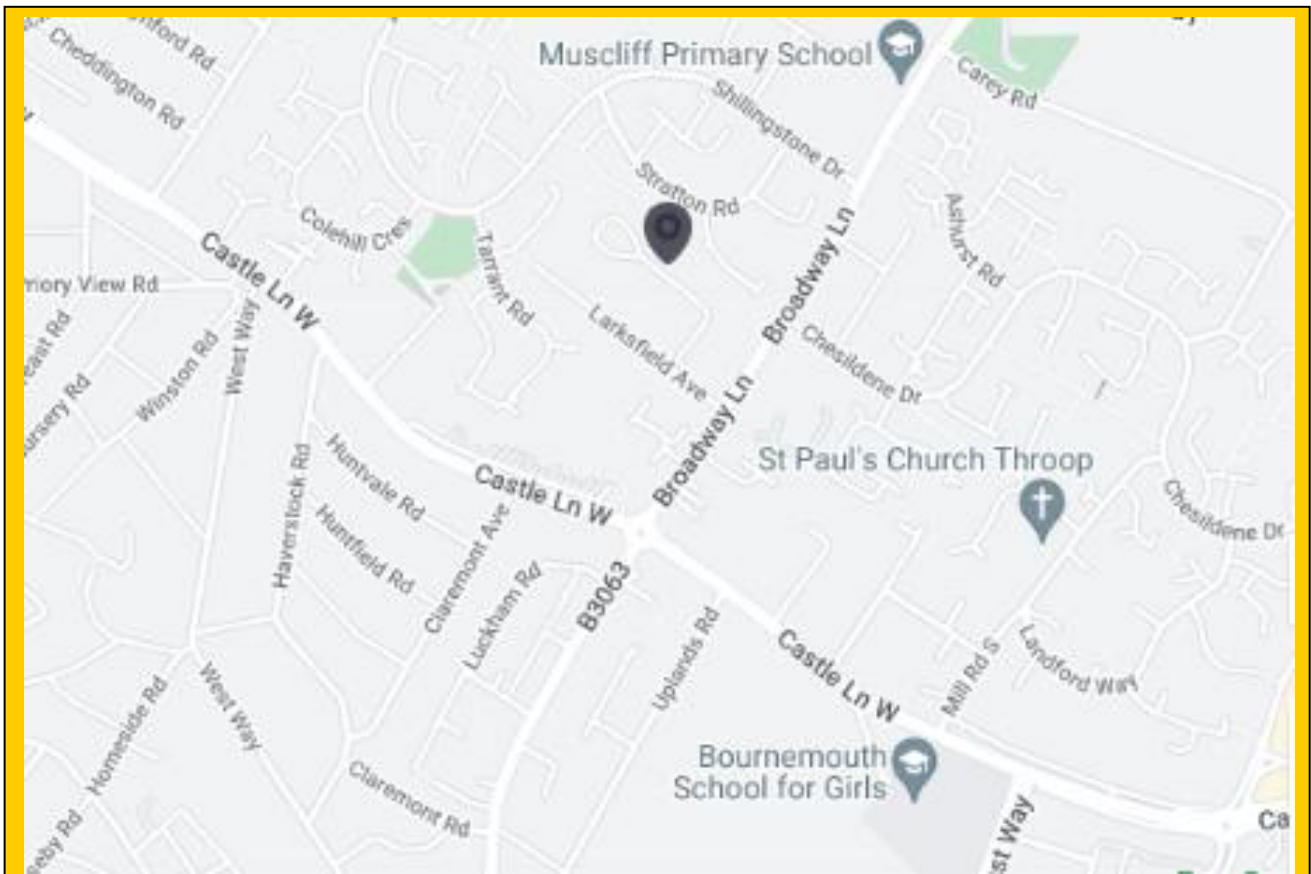 Cheddington Rd
Muscliff Primary School
Carey Rd
Shillingstone Dr
Stratton Rd
Colehill Cres
Tarrant Rd
Ashurst Rd
Castle Ln W
Broadway Ln
West Way
Winston Rd
Larksfield Ave
Chesildene Dr
Broadway Ln
St Paul's Church Throop
Huntvale Rd
Haverstock Rd
Castle Ln W
Huntfield Rd
Claremont Ave
Chesildene Dr
Luckham Rd
B3063
Uplands Rd
Castle Ln W
Mill Rd S
Landford Way
Homeside Rd
West Way
Bournemouth
School for Girls
Claremont Rd